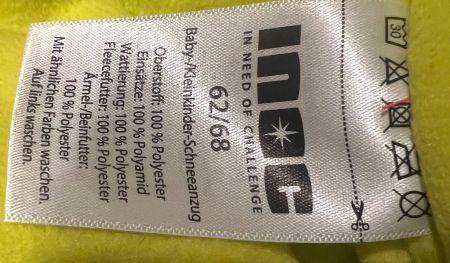 30
inoc
IN NEED OF CHALLENGE
62/68
Baby-/Kleinkinder-Schneeanzug
Oberstoff: 100 % Polyester
Einsätze: 100 % Polyamid
Wattierung: 100 % Polyester
Fleecefutter: 100 % Polyester
Ärmel-/Beinfutter:
100 % Polyester
Mit ähnlichen Farben waschen.
Auf links waschen.